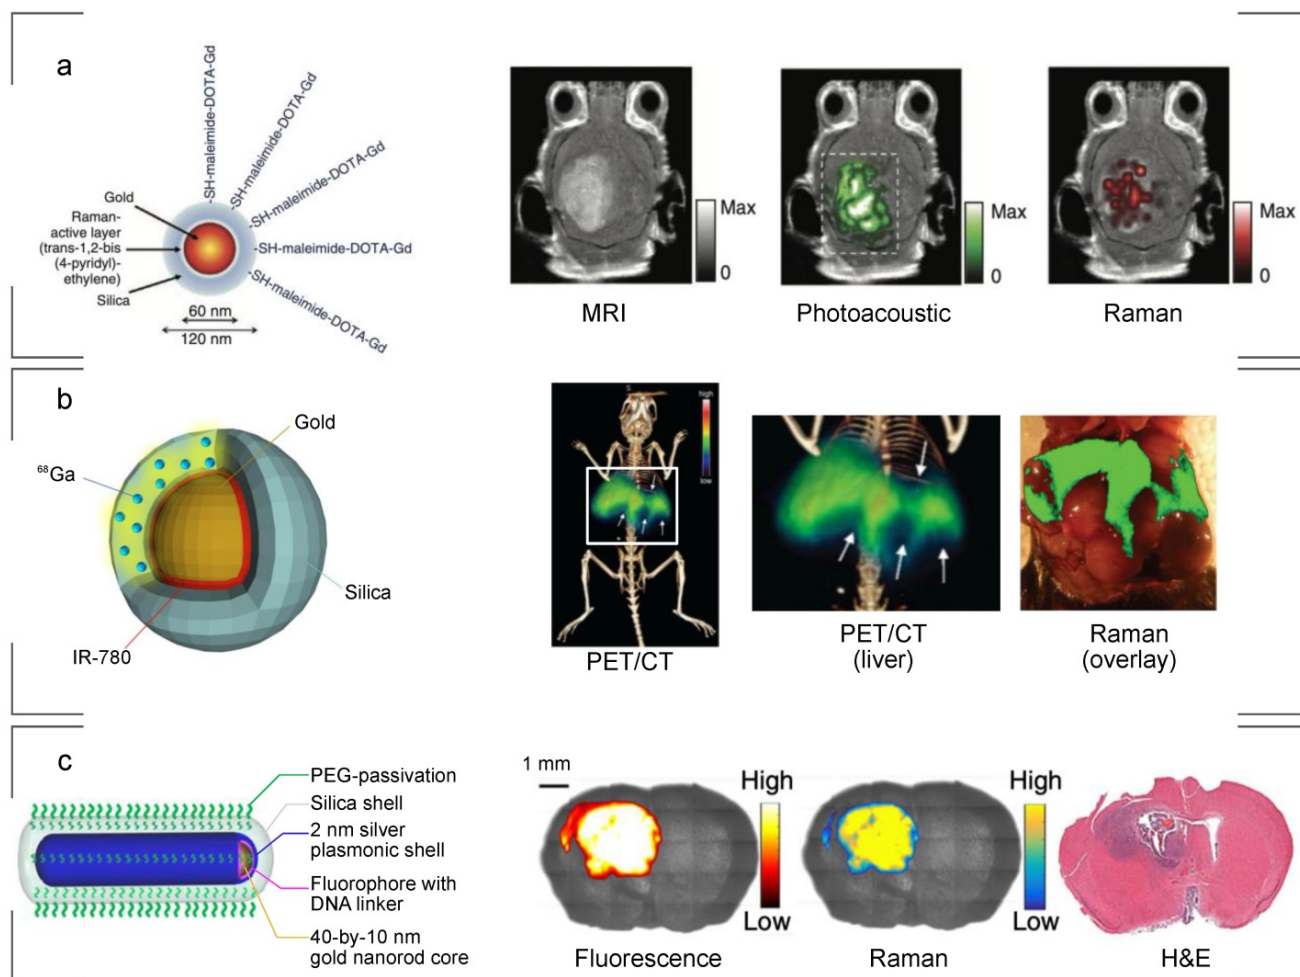 a
-SH-maleimide-DOTA-Gd
-SH-maleimide-DOTA-Gd
-SH-maleimide-DOTA-Gd
-SH-maleimide-DOTA-Gd
-SH-maleimide-DOTA-Gd
Gold
Raman-
active layer
(trans-1,2-bis
(4-pyridyl)-
ethylene)
Silica
60 nm
120 nm
Max
0
MRI
Max
0
Photoacoustic
Max
0
Raman
b
Gold
68Ga
Silica
IR-780
S
high
low
PET/CT
PET/CT
(liver)
Raman
(overlay)
c
PEG-passivation
Silica shell
2 nm silver
plasmonic shell
Fluorophore with
DNA linker
40-by-10 nm
gold nanorod core
1 mm
High
Low
Fluorescence
High
Low
Raman
H&E